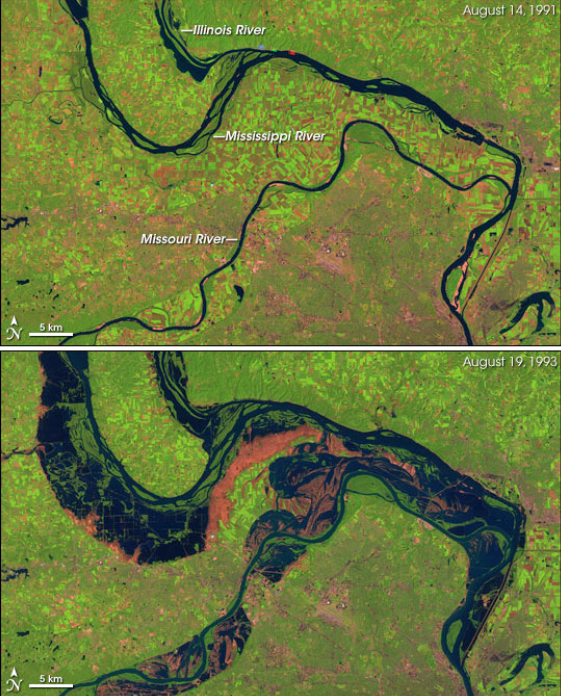 August 14, 1991
Illinois River
Mississippi River
Missouri River
N
5 km
August 19, 1993
N
5 km